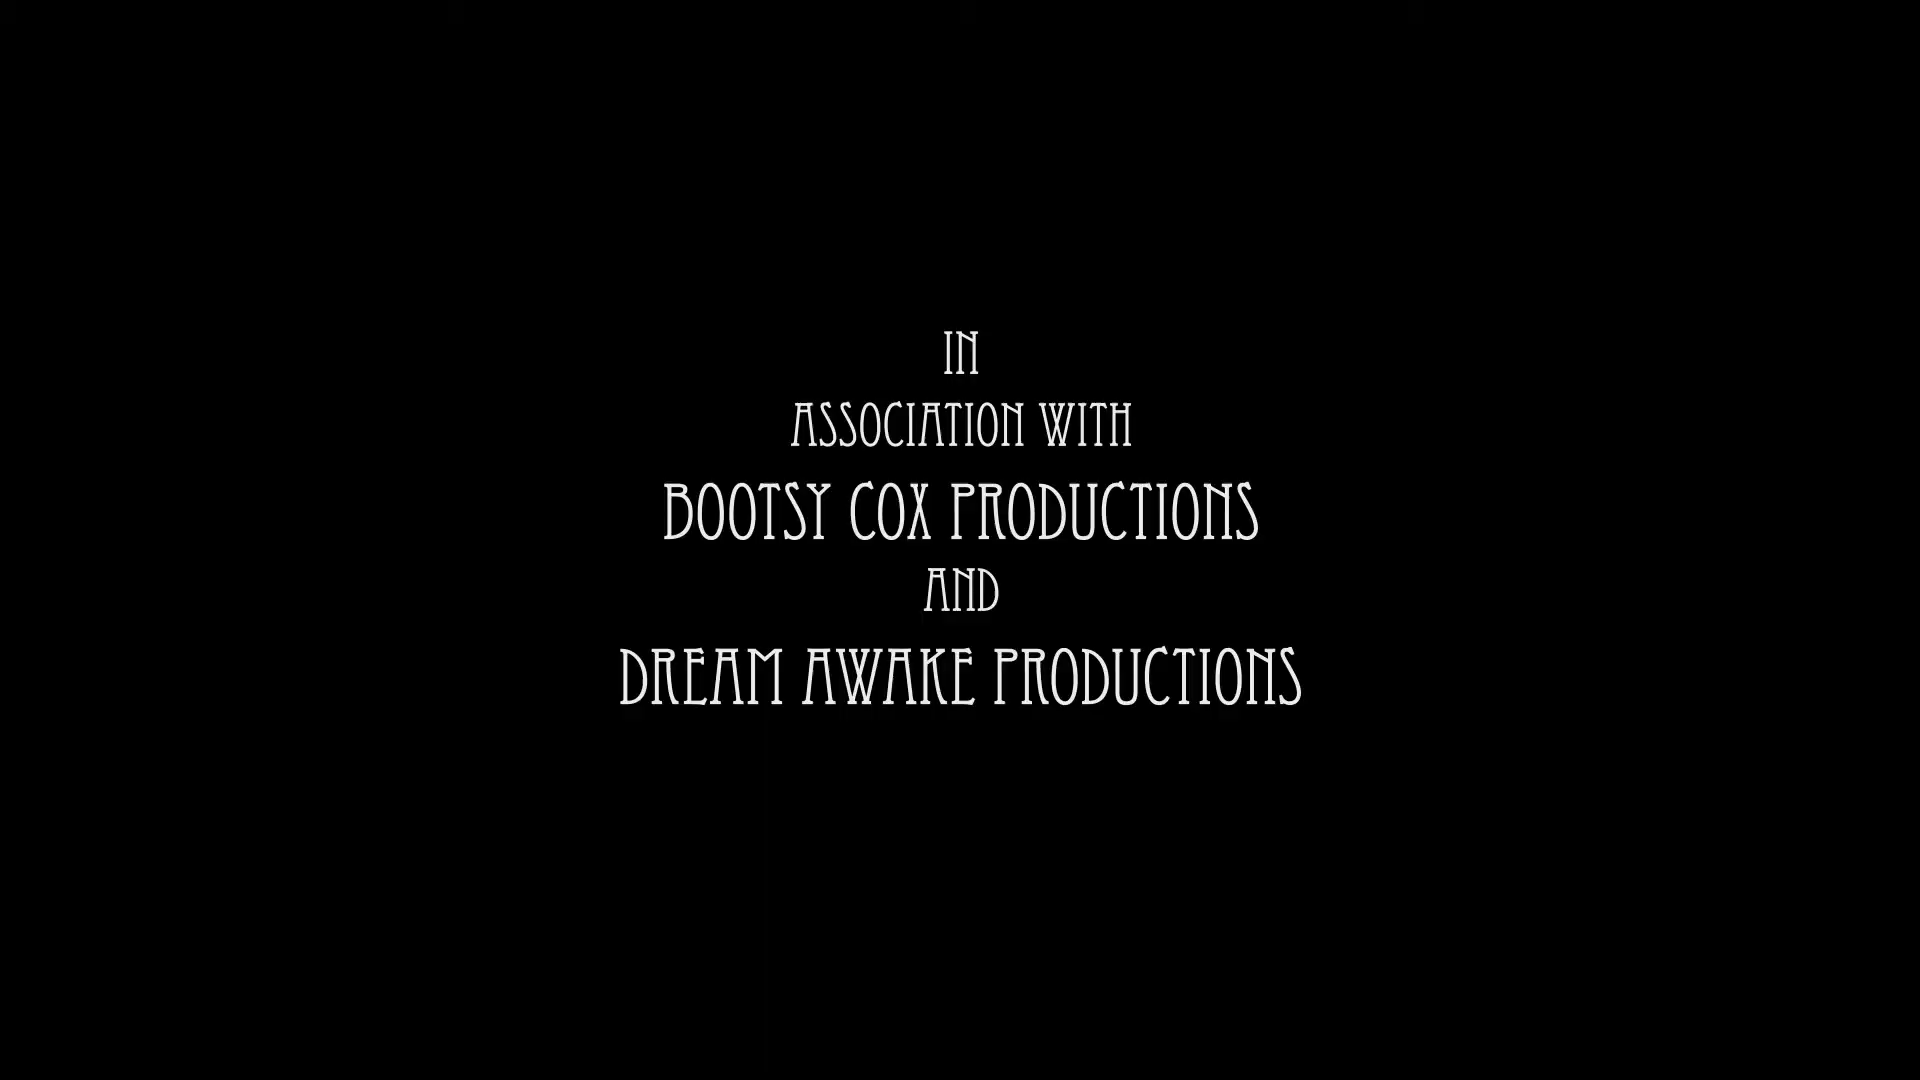 IN
ASSOCIATION WITH
BOOTSY COX PRODUCTIONS
AND
DREAM AWAKE PRODUCTIONS